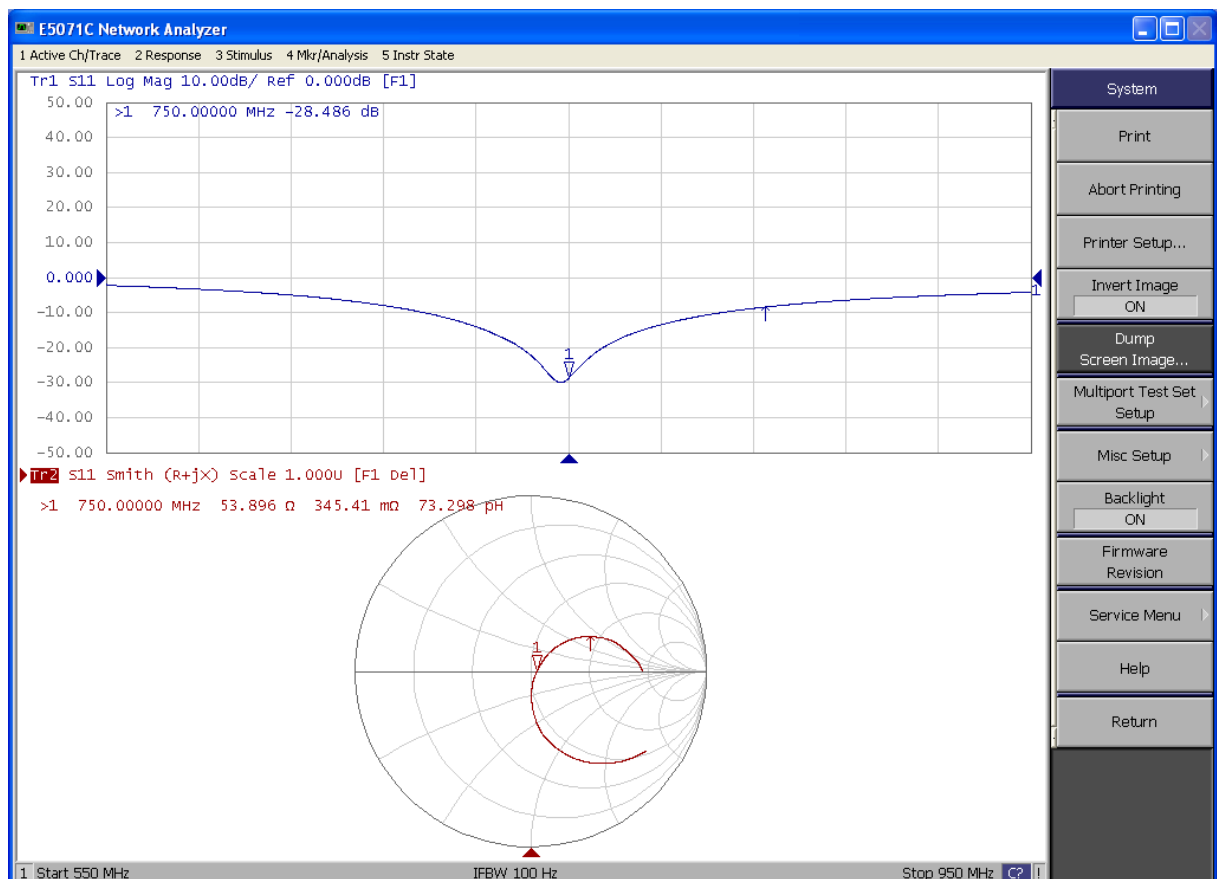 E5071C Network Analyzer
1 Active Ch/Trace 2 Response 3 Stimulus 4 Mkr/Analysis 5 Instr State
Tr1 S11 Log Mag 10.00dB/ Ref 0.000dB [F1]
50.00
>1 750.00000 MHz -28.486 dB
40.00
30.00
20.00
10.00
0.000
1
-10.00
-20.00
1
-30.00
-40.00
-50.00
Tr2 S11 Smith (R+jX) Scale 1.000U [F1 Del]
>1 750.00000 MHz 53.896 Ω 345.41 mΩ 73.298 pH
1
1 Start 550 MHz
IFBW 100 Hz
Stop 950 MHz C? !
System
Print
Abort Printing
Printer Setup...
Invert Image
ON
Dump
Screen Image...
Multiport Test Set
Setup
Misc Setup
Backlight
ON
Firmware
Revision
Service Menu
Help
Return